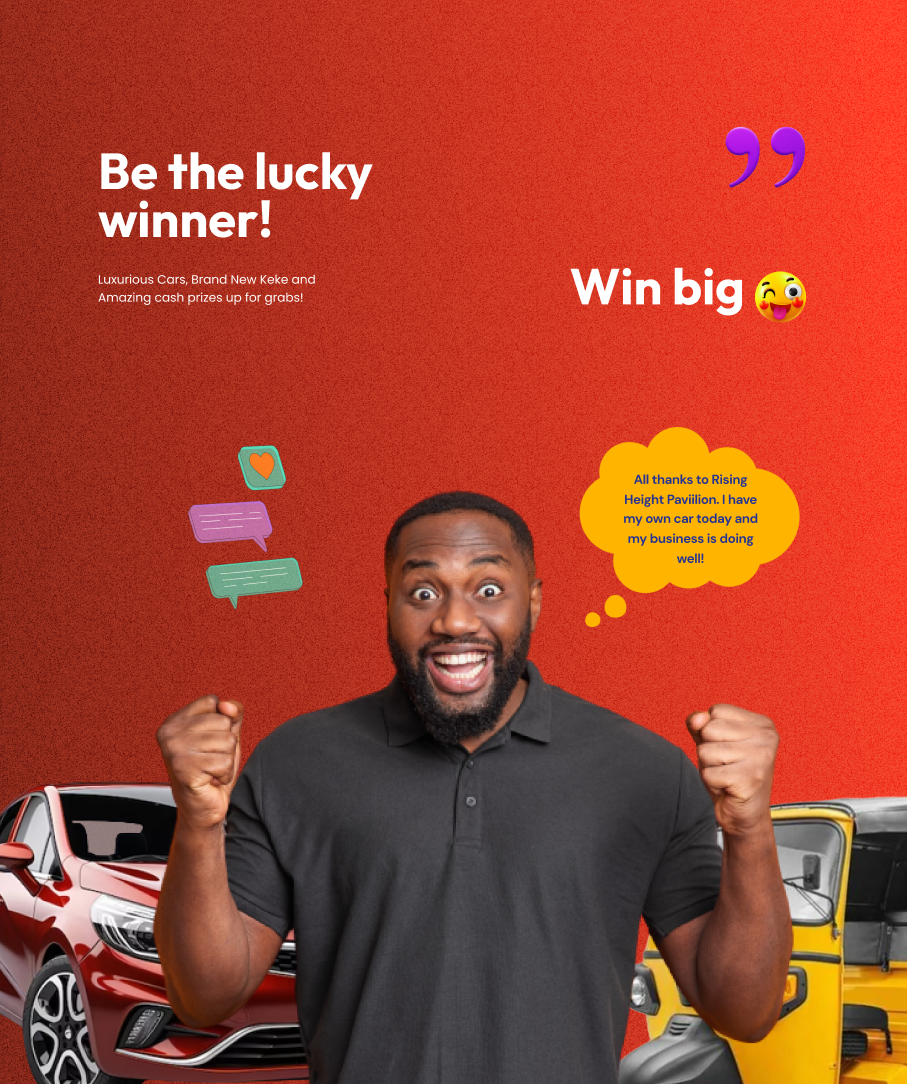 Be the lucky
winner!
Luxurious Cars, Brand New Keke and
Amazing cash prizes up for grabs!
Win big
All thanks to Rising
Height Paviilion. I have
my own car today and
my business is doing
well!